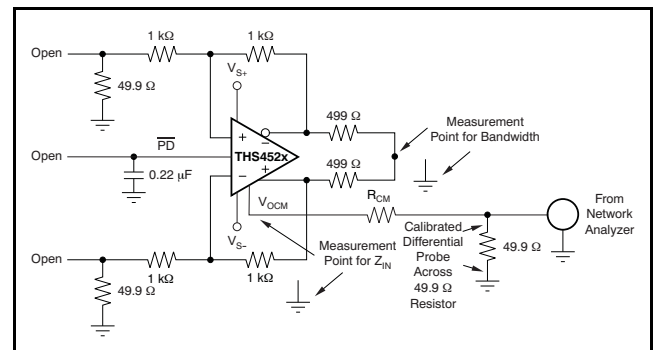 1 kΩ
1 kΩ
Open
49.9 Ω
V_S+
499 Ω
Measurement
Point for Bandwidth
PD
Open
+
−
THS452x
0.22 µF
−
+
499 Ω
V_OCM
R_CM
From
Network
Analyzer
V_S−
Measurement
Point for Z_IN
Calibrated
Differential
Probe
Across
49.9 Ω
Resistor
49.9 Ω
Open
1 kΩ
1 kΩ
49.9 Ω